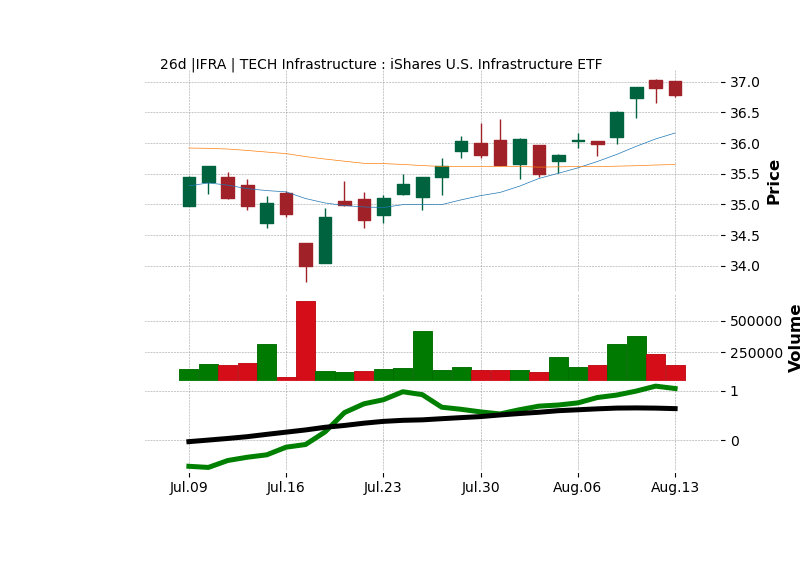 26d |IFRA | TECH Infrastructure : iShares U.S. Infrastructure ETF
37.0
36.5
36.0
35.5
35.0
34.5
34.0
Price
500000
250000
Volume
1
0
Jul.09 Jul.16 Jul.23 Jul.30 Aug.06 Aug.13